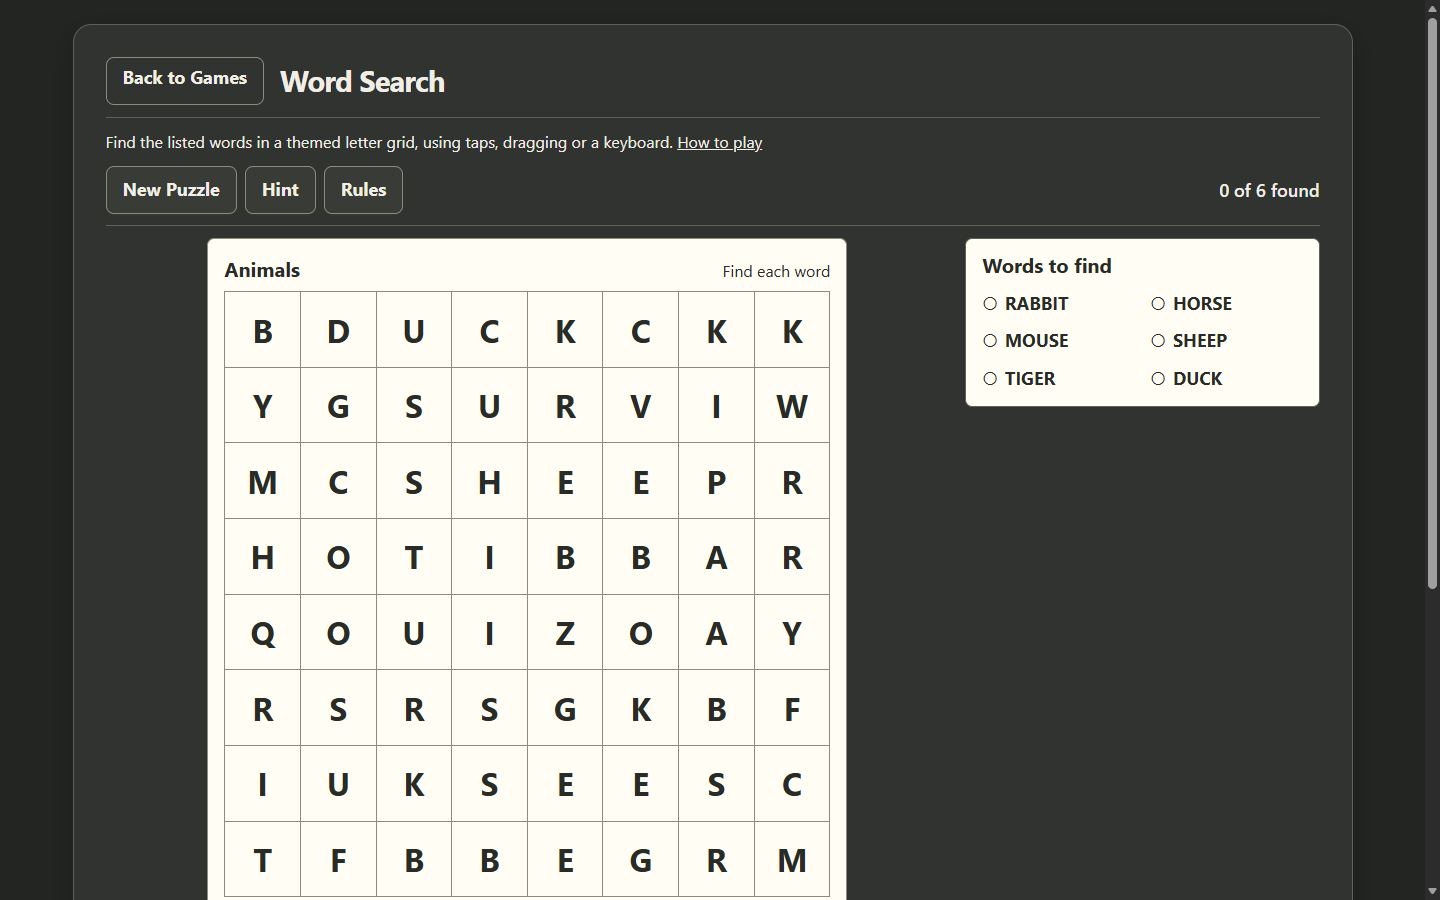 Back to Games
Word Search
Find the listed words in a themed letter grid, using taps, dragging or a keyboard. How to play
New Puzzle Hint Rules
0 of 6 found
Animals
Find each word
B D U C K C K K
Y G S U R V I W
M C S H E E P R
H O T I B B A R
Q O U I Z O A Y
R S R S G K B F
I U K S E E S C
T F B B E G R M
Words to find
RABBIT HORSE
MOUSE SHEEP
TIGER DUCK